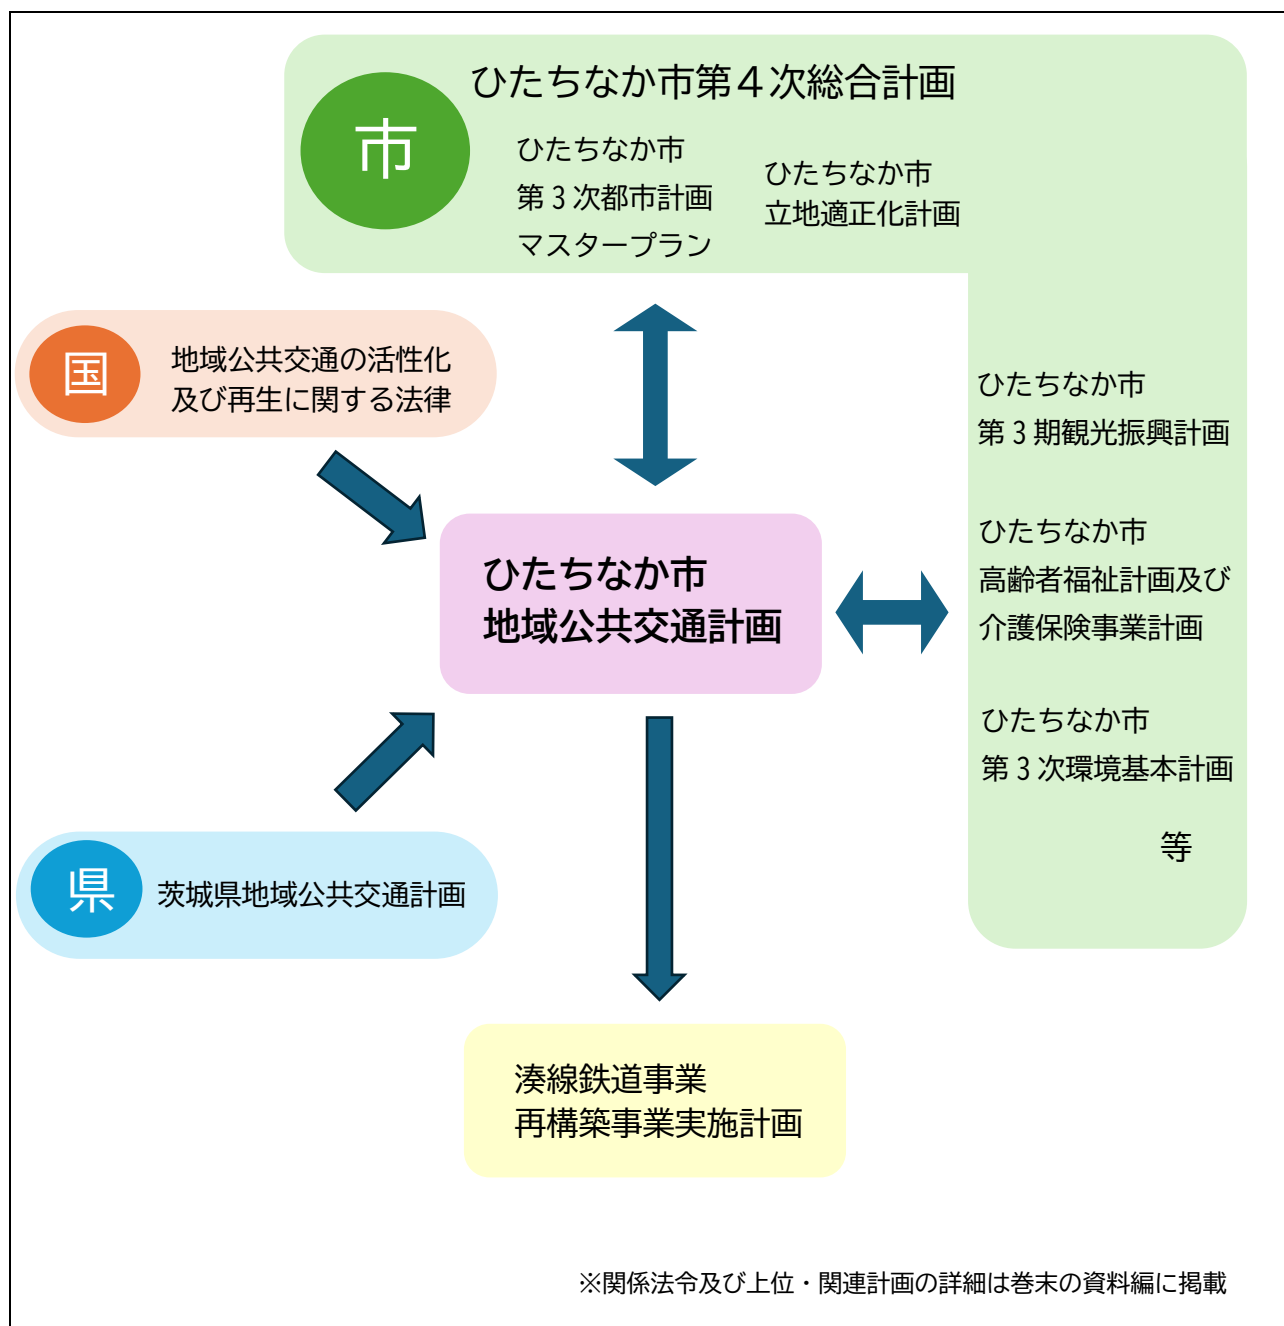 市
ひたちなか市第４次総合計画
ひたちなか市
第３次都市計画
マスタープラン
ひたちなか市
立地適正化計画
国
地域公共交通の活性化
及び再生に関する法律
ひたちなか市
第３期観光振興計画
ひたちなか市
高齢者福祉計画及び
介護保険事業計画
ひたちなか市
第３次環境基本計画
等
ひたちなか市
地域公共交通計画
県
茨城県地域公共交通計画
湊線鉄道事業
再構築事業実施計画
※関係法令及び上位・関連計画の詳細は巻末の資料編に掲載